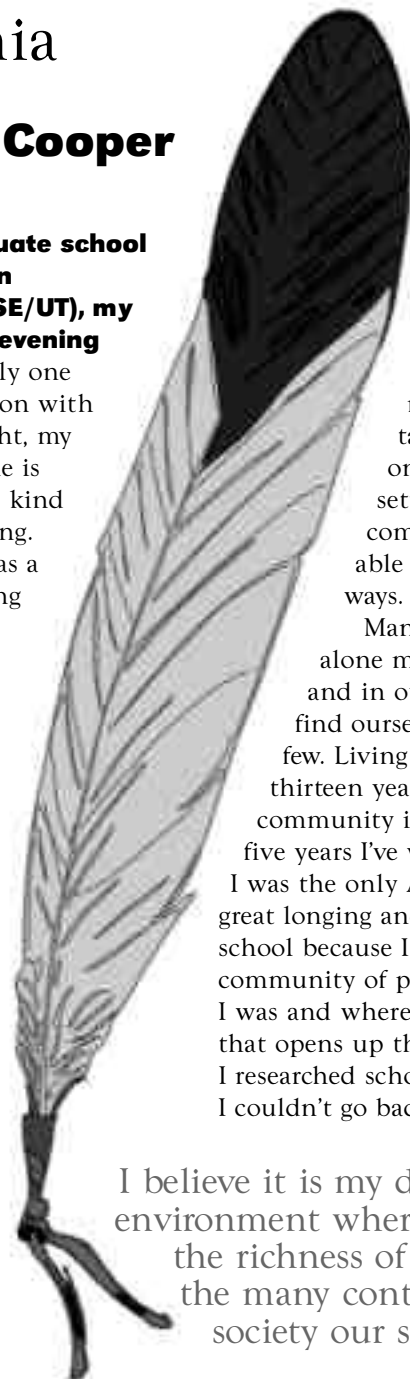 nia
Cooper
uate school
n
SE/UT), my
evening
ly one
on with
ht, my
e is
kind
ng.
as a
ng
r
ta
or
set
com
able
ways.
Man
alone m
and in o
find ourse
few. Living
thirteen yea
community i
five years I've v
I was the only A
great longing an
school because I
community of p
I was and where
that opens up th
I researched scho
I couldn't go bac
I believe it is my d
environment wher
the richness of
the many cont
society our s